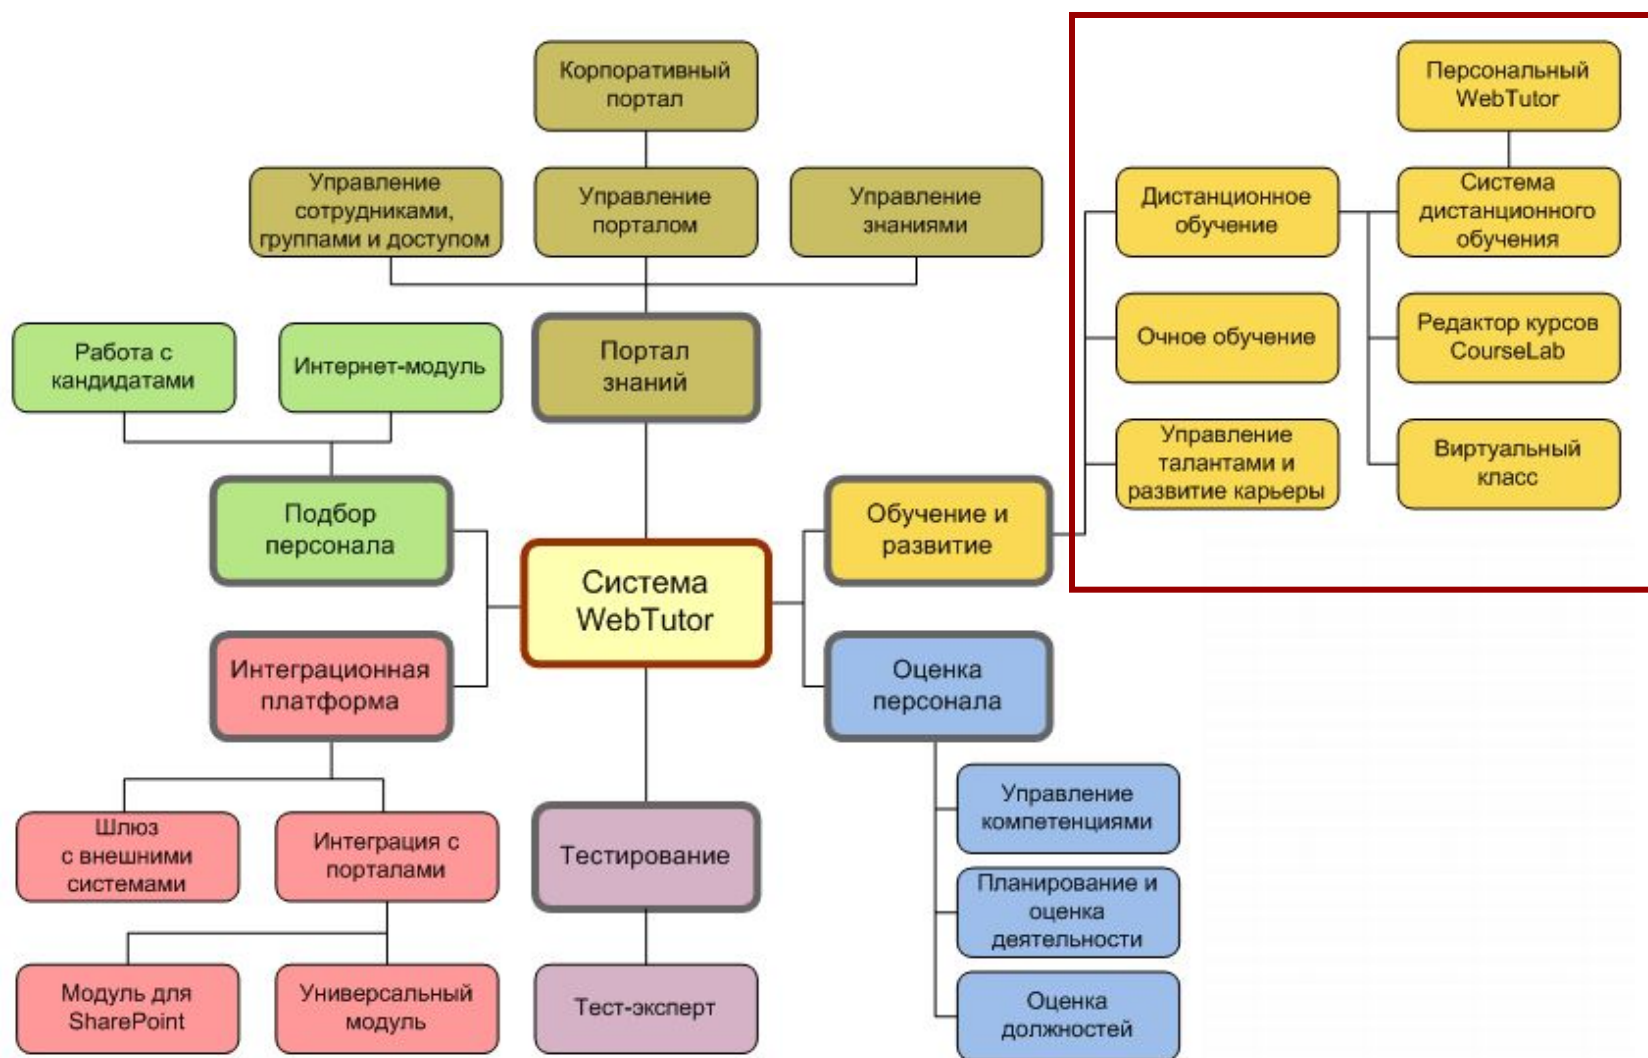 Корпоративный
портал
Управление
сотрудниками,
группами и доступом
Управление
порталом
Управление
знаниями
Портал
знаний
Работа с
кандидатами
Интернет-модуль
Подбор
персонала
Система
WebTutor
Интеграционная
платформа
Шлюз
с внешними
системами
Интеграция с
порталами
Модуль для
SharePoint
Универсальный
модуль
Тестирование
Тест-эксперт
Обучение и
развитие
Персональный
WebTutor
Дистанционное
обучение
Система
дистанционного
обучения
Очное обучение
Редактор курсов
CourseLab
Управление
талантами и
развитие карьеры
Виртуальный
класс
Оценка
персонала
Управление
компетенциями
Планирование и
оценка
деятельности
Оценка
должностей